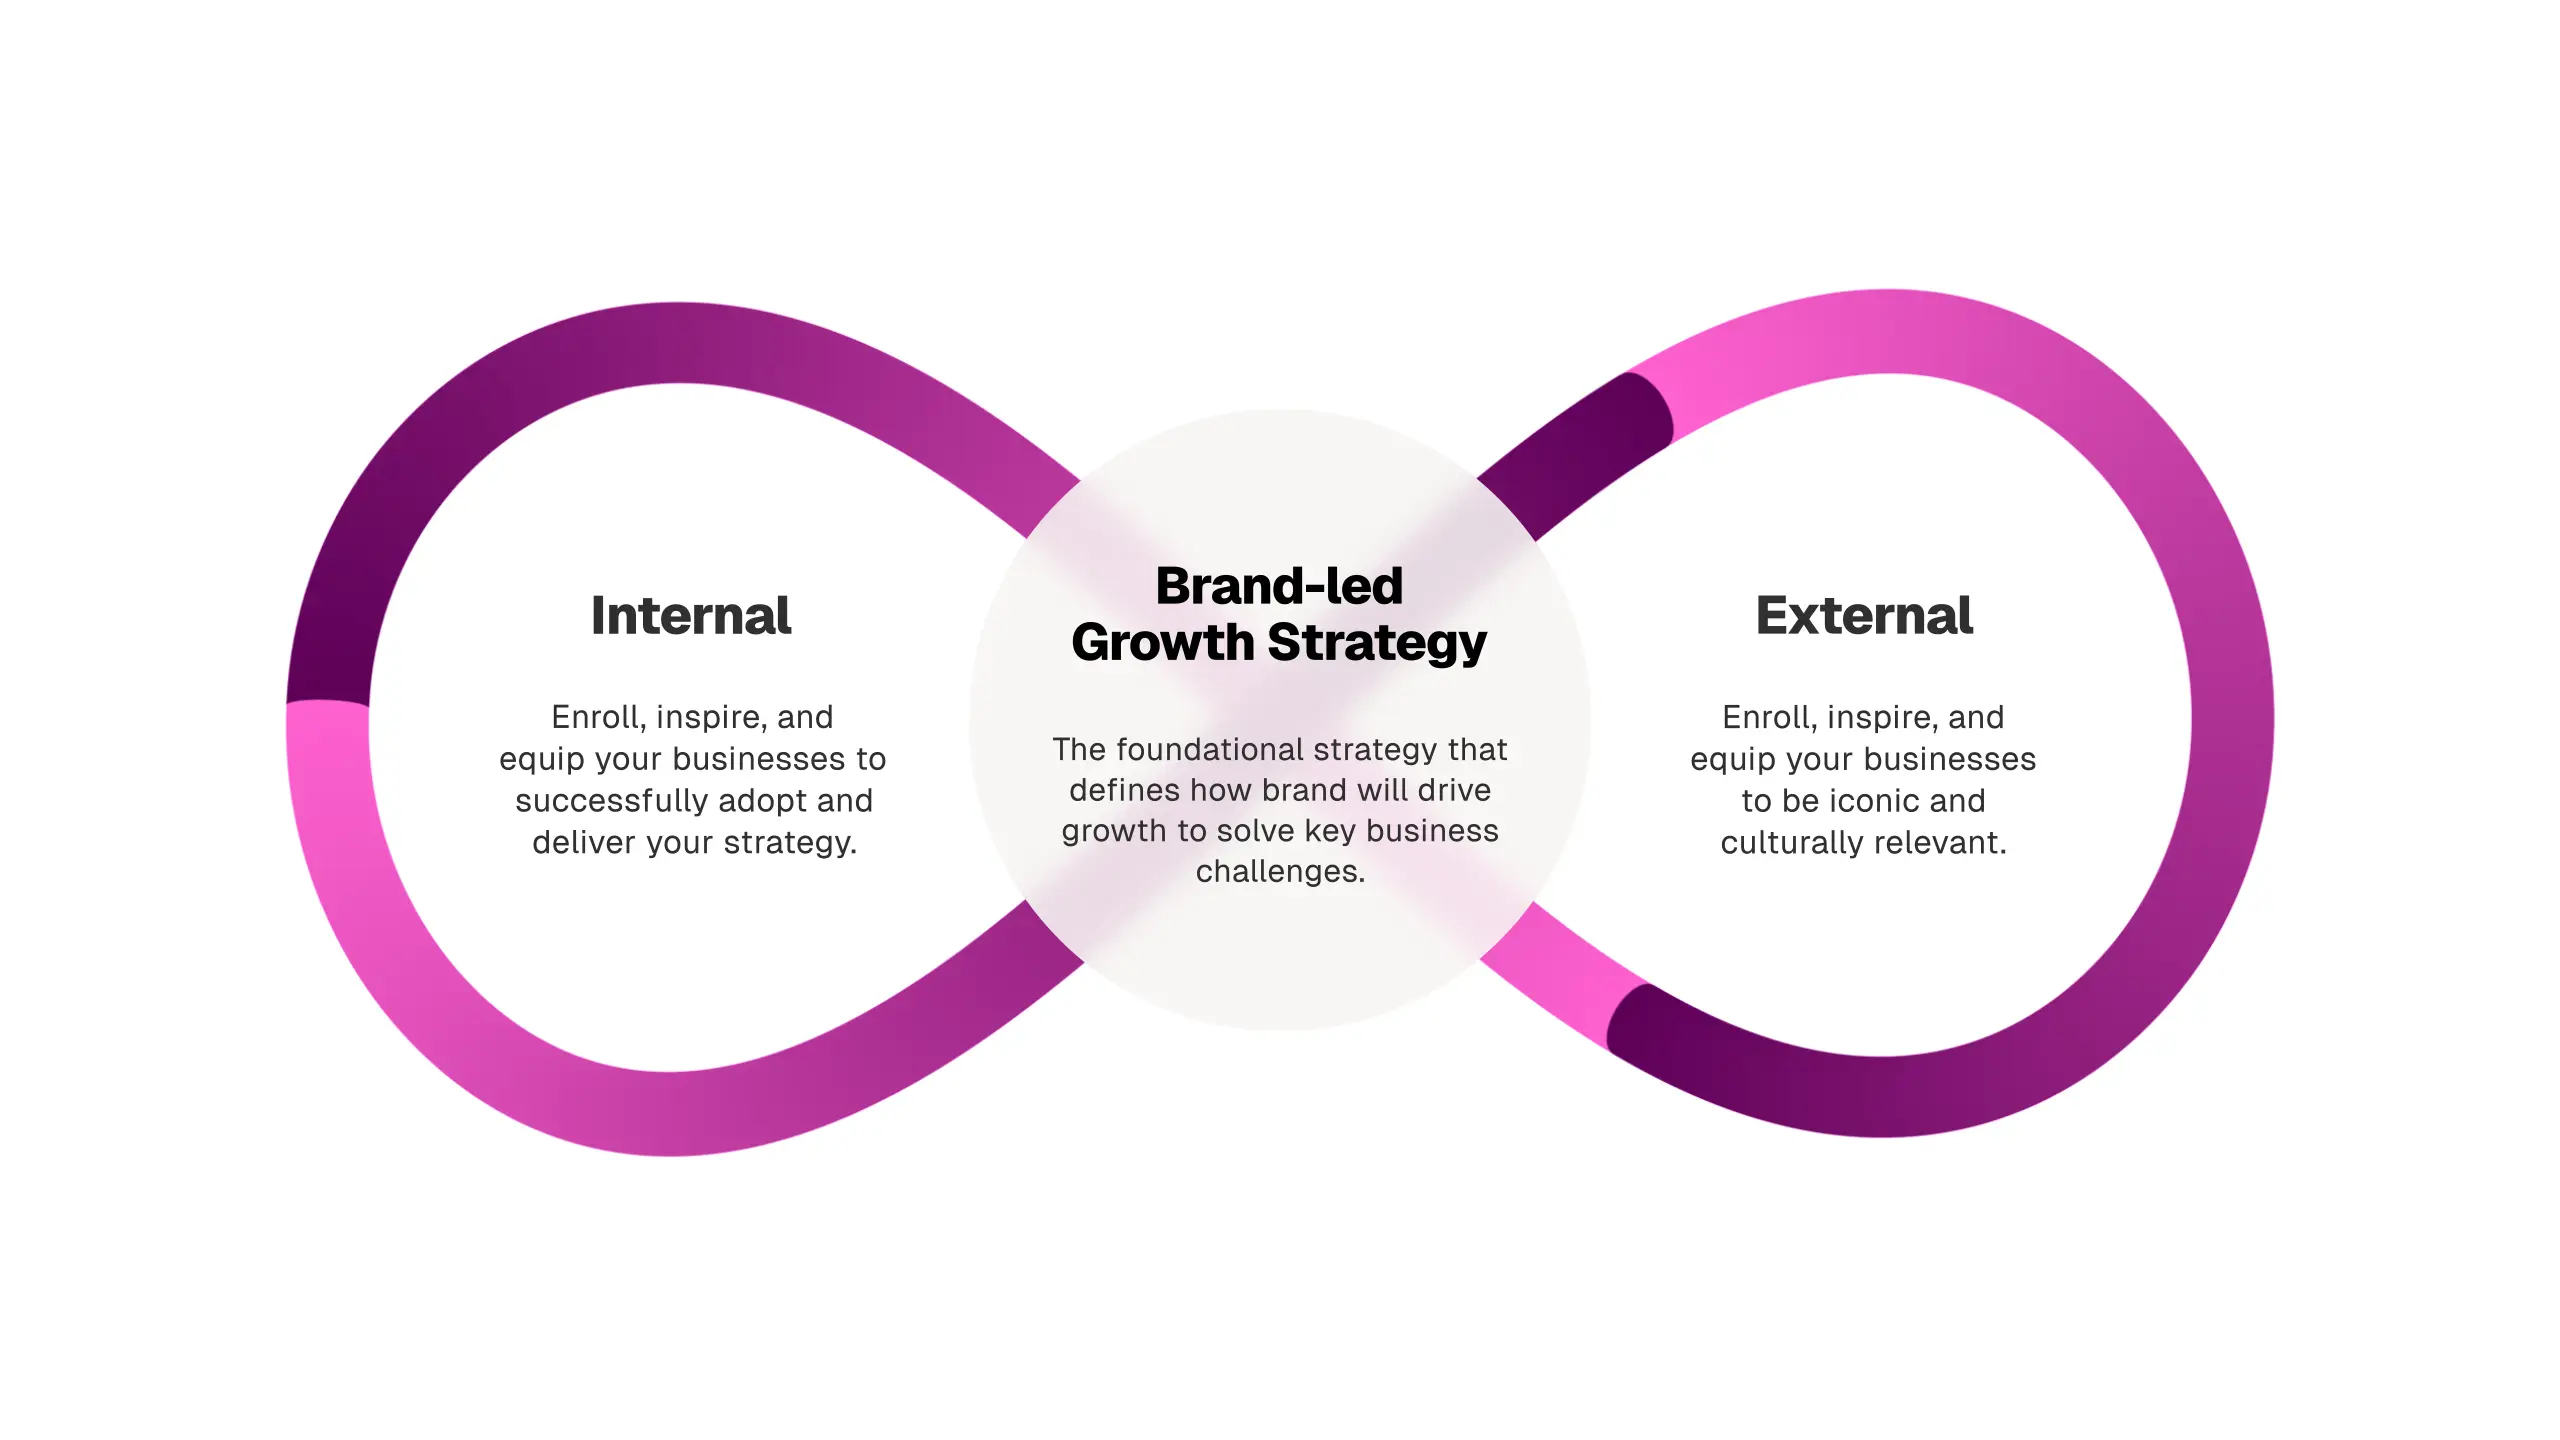 Internal
Enroll, inspire, and
equip your businesses to
successfully adopt and
deliver your strategy.
Brand-led
Growth Strategy
The foundational strategy that
defines how brand will drive
growth to solve key business
challenges.
External
Enroll, inspire, and
equip your businesses
to be iconic and
culturally relevant.